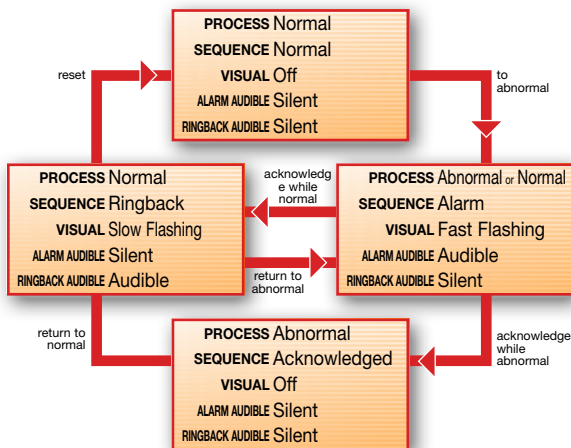 PROCESS Normal
SEQUENCE Normal
VISUAL Off
ALARM AUDIBLE Silent
RINGBACK AUDIBLE Silent
reset
to
abnormal
PROCESS Normal
SEQUENCE Ringback
VISUAL Slow Flashing
ALARM AUDIBLE Silent
RINGBACK AUDIBLE Audible
acknowledg
e while
normal
return to
abnormal
PROCESS Abnormal or Normal
SEQUENCE Alarm
VISUAL Fast Flashing
ALARM AUDIBLE Audible
RINGBACK AUDIBLE Silent
return to
normal
acknowledge
while
abnormal
PROCESS Abnormal
SEQUENCE Acknowledged
VISUAL Off
ALARM AUDIBLE Silent
RINGBACK AUDIBLE Silent